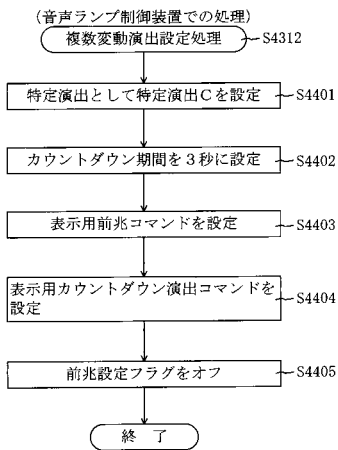 (音声ランプ制御装置での処理)
複数変動演出設定処理 S4312
特定演出として特定演出Cを設定 S4401
カウントダウン期間を3秒に設定 S4402
表示用前兆コマンドを設定 S4403
表示用カウントダウン演出コマンドを
設定 S4404
前兆設定フラグをオフ S4405
終 了